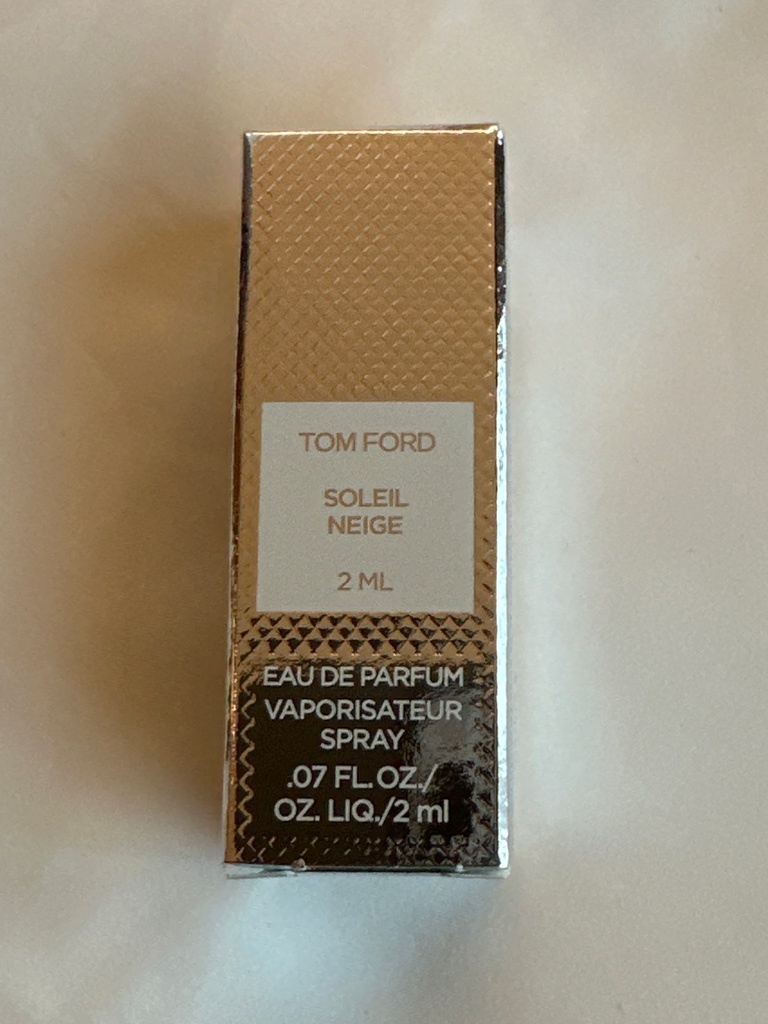 TOM FORD
SOLEIL
NEIGE
2 ML
EAU DE PARFUM
VAPORISATEUR
SPRAY
.07 FL.OZ./
OZ. LIQ./2 ml